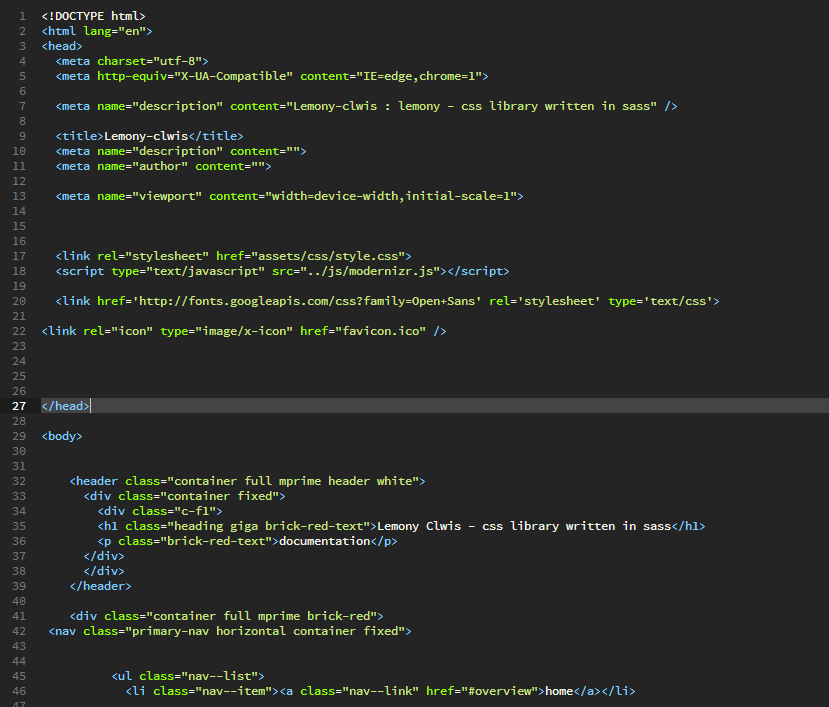 1 <!DOCTYPE html>
2 <html lang="en">
3 <head>
4 <meta charset="utf-8">
5 <meta http-equiv="X-UA-Compatible" content="IE=edge,chrome=1">
6
7 <meta name="description" content="Lemony-clwis : lemony - css library written in sass" />
8
9 <title>Lemony-clwis</title>
10 <meta name="description" content="">
11 <meta name="author" content="">
12
13 <meta name="viewport" content="width=device-width,initial-scale=1">
14
15
16
17 <link rel="stylesheet" href="assets/css/style.css">
18 <script type="text/javascript" src="../js/modernizr.js"></script>
19
20 <link href='http://fonts.googleapis.com/css?family=Open+Sans' rel='stylesheet' type='text/css'>
21
22 <link rel="icon" type="image/x-icon" href="favicon.ico" />
23
24
25
26
27 </head>
28
29 <body>
30
31
32 <header class="container full mprime header white">
33 <div class="container fixed">
34 <div class="c-f1">
35 <h1 class="heading giga brick-red-text">Lemony Clwis - css library written in sass</h1>
36 <p class="brick-red-text">documentation</p>
37 </div>
38 </div>
39 </header>
40
41 <div class="container full mprime brick-red">
42 <nav class="primary-nav horizontal container fixed">
43
44
45 <ul class="nav--list">
46 <li class="nav--item"><a class="nav--link" href="#overview">home</a></li>
47